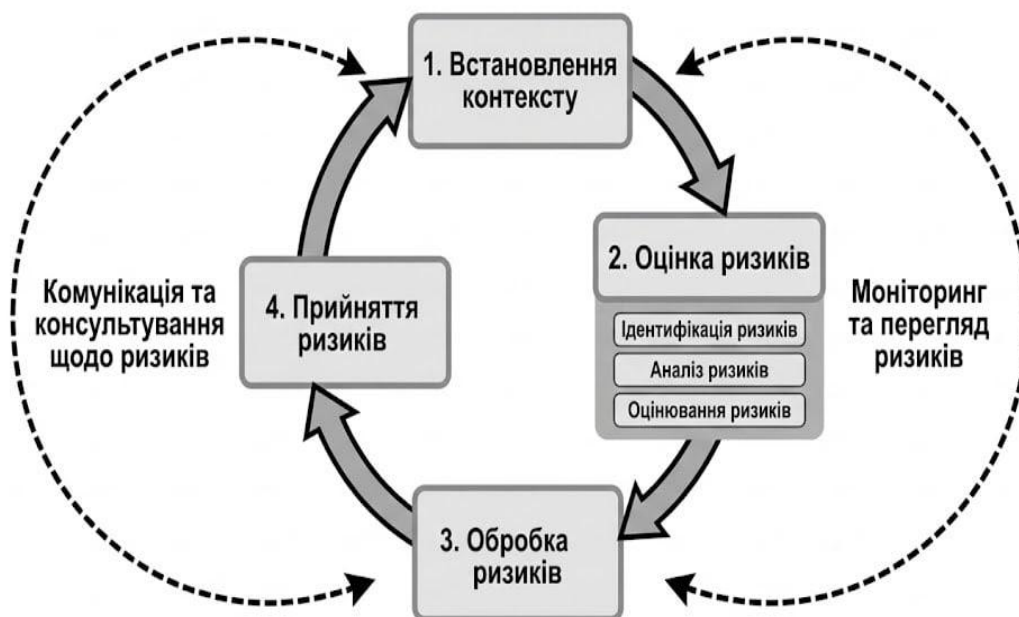 1. Встановлення
контексту
2. Оцінка ризиків
Ідентифікація ризиків
Аналіз ризиків
Оцінювання ризиків
3. Обробка
ризиків
4. Прийняття
ризиків
Комунікація та
консультування
щодо ризиків
Моніторинг
та перегляд
ризиків